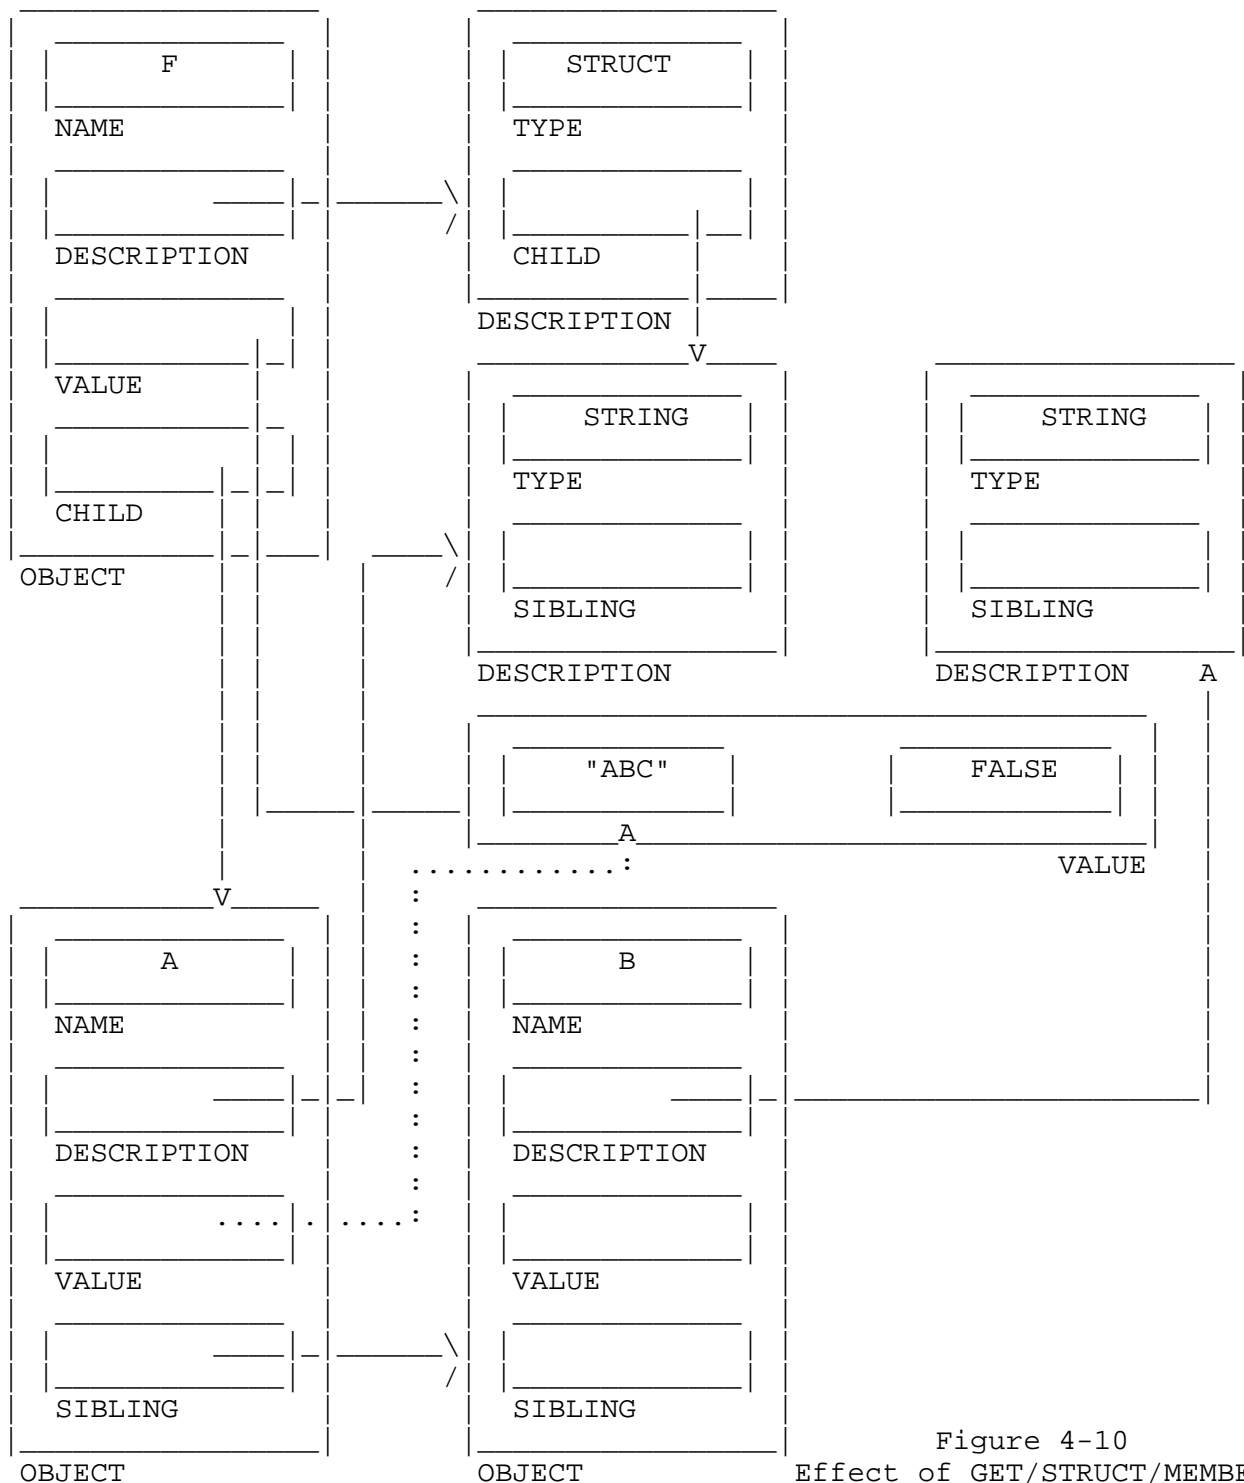 F STRUCT
NAME TYPE
DESCRIPTION CHILD
DESCRIPTION
VALUE
STRING STRING
TYPE TYPE
CHILD
OBJECT
SIBLING SIBLING
DESCRIPTION DESCRIPTION
"ABC" FALSE
VALUE
A B
NAME NAME
DESCRIPTION DESCRIPTION
VALUE VALUE
SIBLING SIBLING
Figure 4-10
OBJECT OBJECT Effect of GET/STRUCT/MEMBE